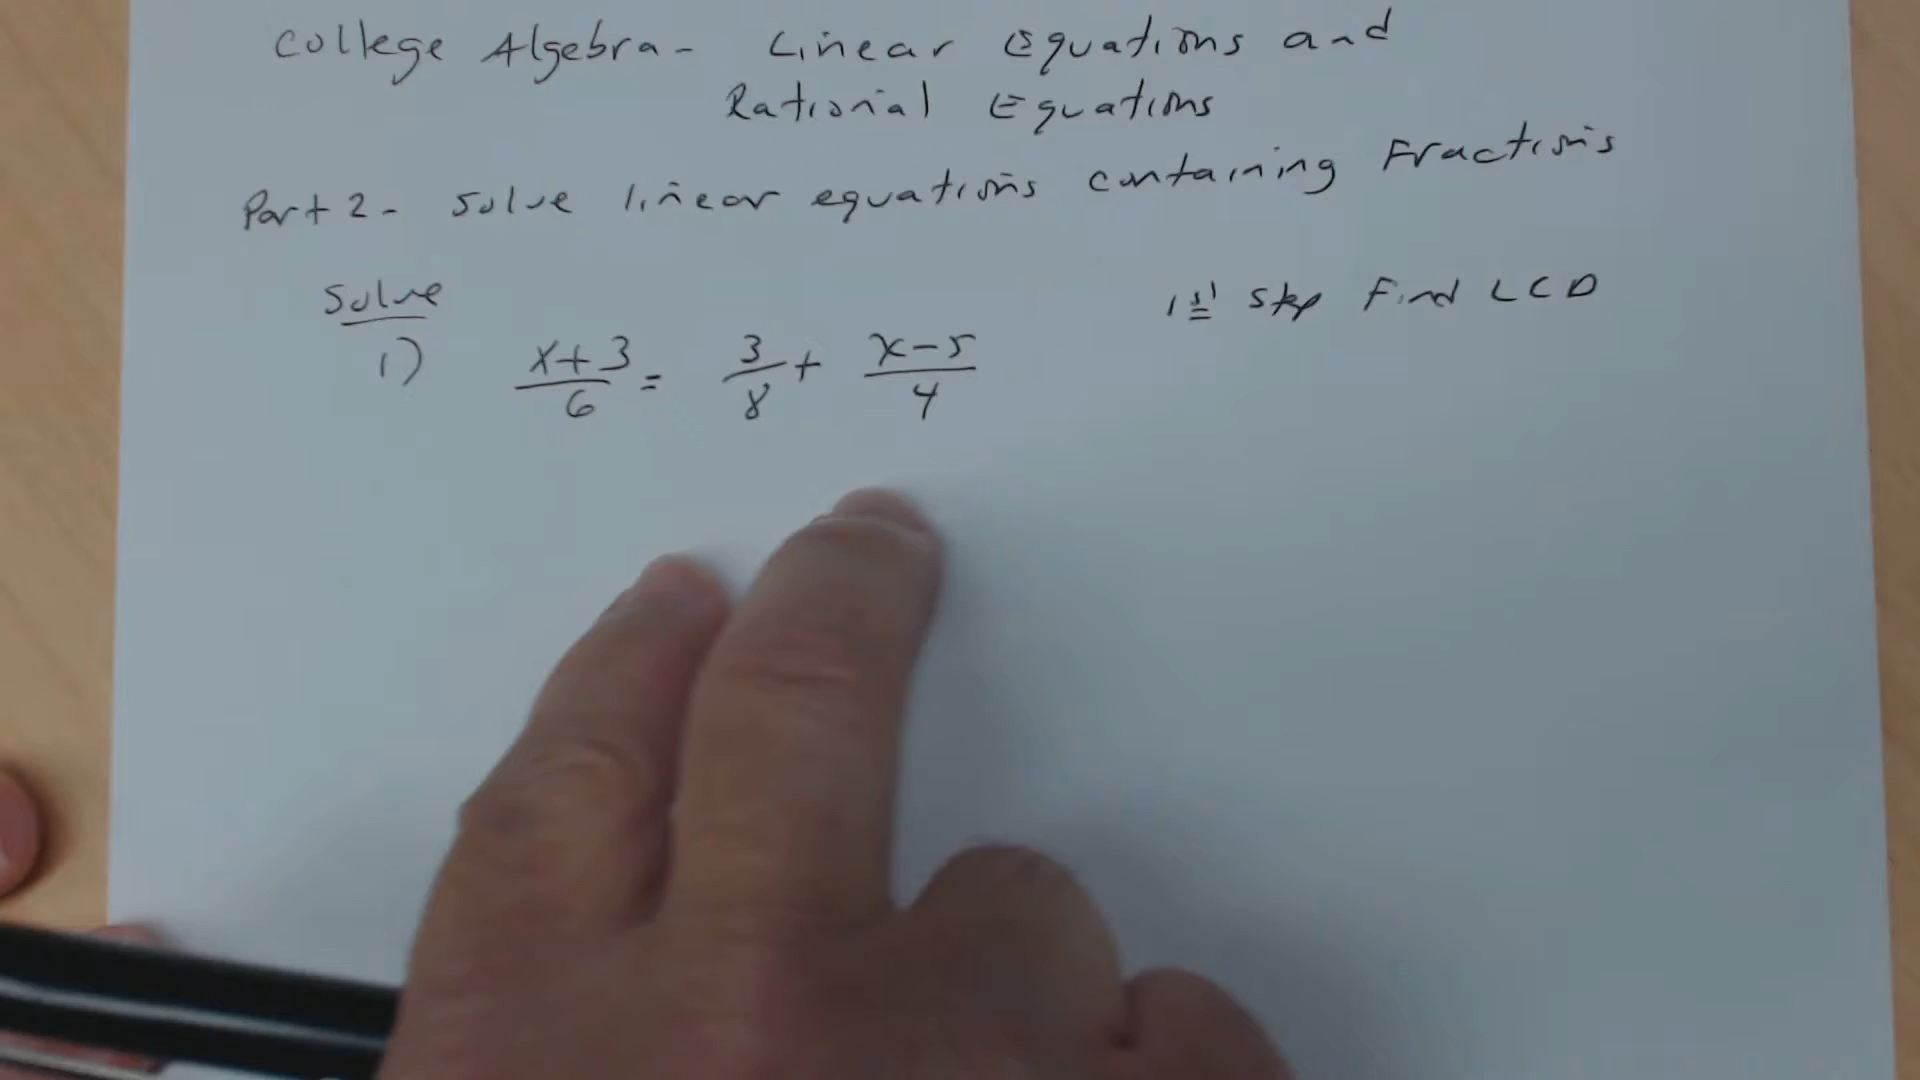 College Algebra - Linear Equations and
Rational Equations
Part 2 - Solve linear equations containing Fractions
Solve
1st Step Find LCD
1) x+3/6 = 3/8 + x-5/4